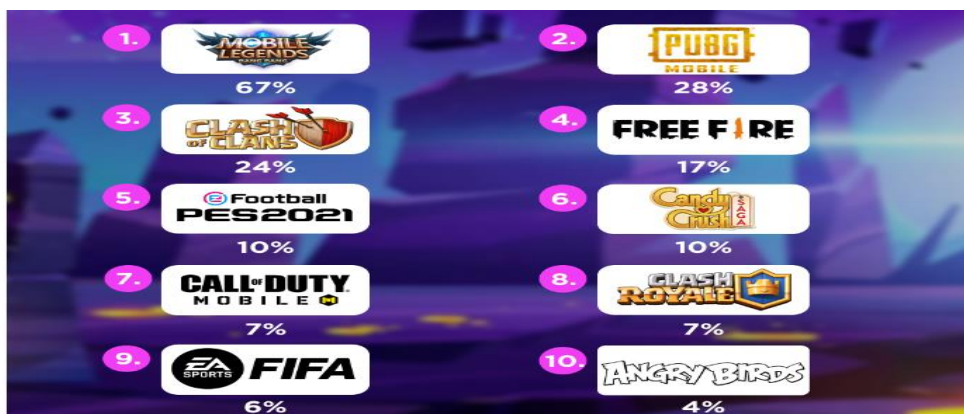 1.
MOBILE
LEGENDS
BANG BANG
67%
2.
PUBG
MOBILE
28%
3.
CLASH
OF CLANS
24%
4.
FREE FIRE
17%
5.
eFootball
PES2021
10%
6.
Candy
Crush
SAGA
10%
7.
CALL OF DUTY
MOBILE
7%
8.
CLASH
ROYALE
7%
9.
EA
SPORTS
FIFA
6%
10.
ANGRY BIRDS
4%